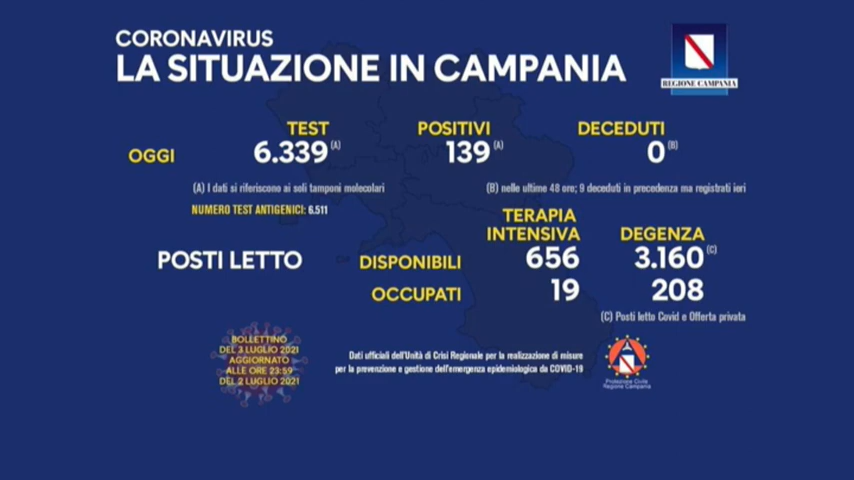 CORONAVIRUS
LA SITUAZIONE IN CAMPANIA
REGIONE CAMPANIA
TEST POSITIVI DECEDUTI
OGGI 6.339 (A) 139 (A) 0 (B)
(A) I dati si riferiscono ai soli tamponi molecolari (B) nelle ultime 48 ore; 9 deceduti in precedenza ma registrati ieri
NUMERO TEST ANTIGENICI: 6.511
TERAPIA
INTENSIVA DEGENZA
POSTI LETTO DISPONIBILI 656 3.160 (C)
OCCUPATI 19 208
(C) Posti letto Covid e Offerta privata
BOLLETTINO
DEL 3 LUGLIO 2021
AGGIORNATO
ALLE ORE 23:59
DEL 2 LUGLIO 2021
Dati ufficiali dell'Unità di Crisi Regionale per la realizzazione di misure
per la prevenzione e gestione dell'emergenza epidemiologica da COVID-19
Protezione Civile
Regione Campania